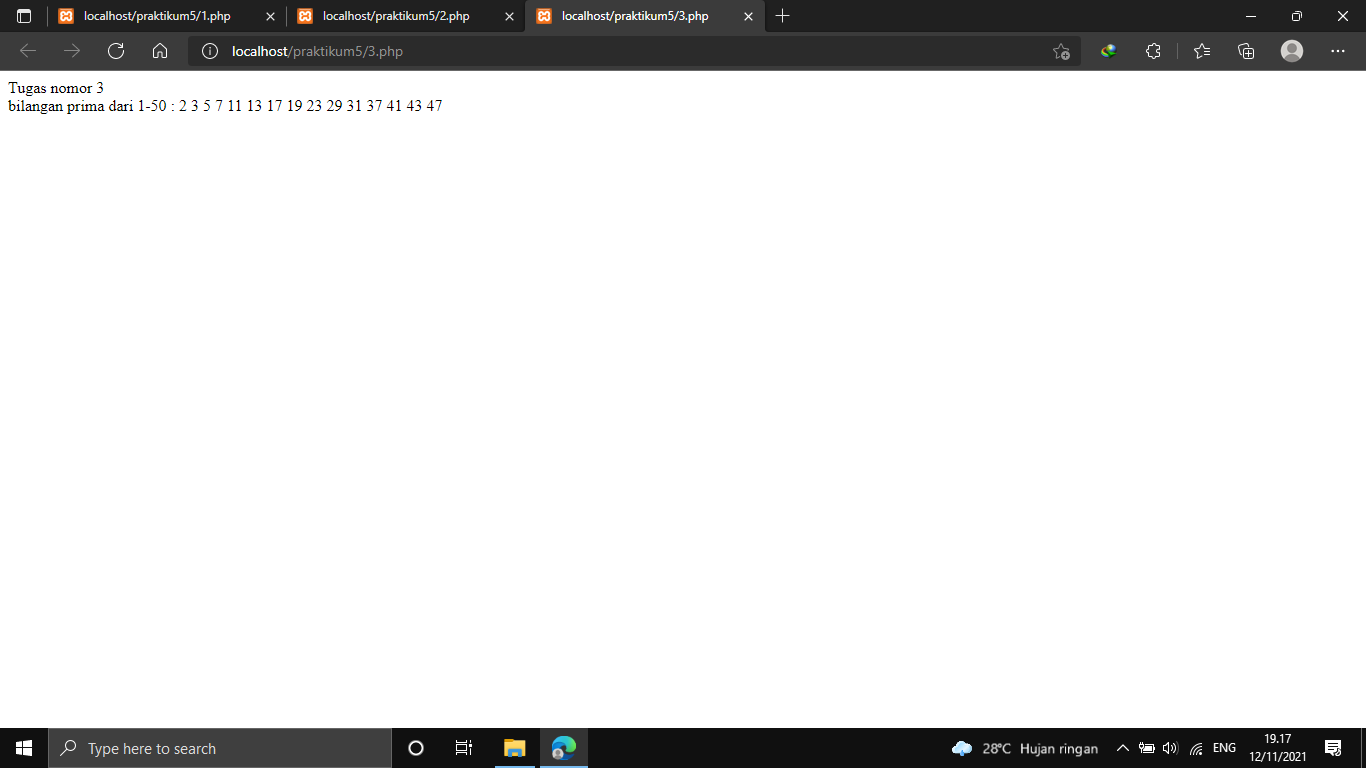 localhost/praktikum5/1.php
localhost/praktikum5/2.php
localhost/praktikum5/3.php
localhost/praktikum5/3.php
Tugas nomor 3
bilangan prima dari 1-50 : 2 3 5 7 11 13 17 19 23 29 31 37 41 43 47
Type here to search
28°C Hujan ringan
ENG
19.17
12/11/2021